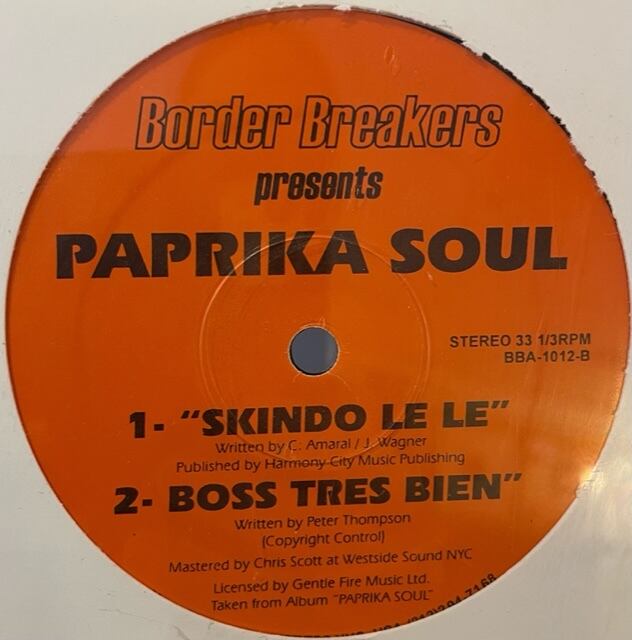 Border Breakers
presents
PAPRIKA SOUL
STEREO 33 1/3RPM
BBA-1012-B
1- "SKINDO LE LE"
Written by C. Amaral / J. Wagner
Published by Harmony City Music Publishing
2- BOSS TRES BIEN"
Written by Peter Thompson
(Copyright Control)
Mastered by Chris Scott at Westside Sound NYC
Licensed by Gentle Fire Music Ltd.
Taken from Album "PAPRIKA SOUL"